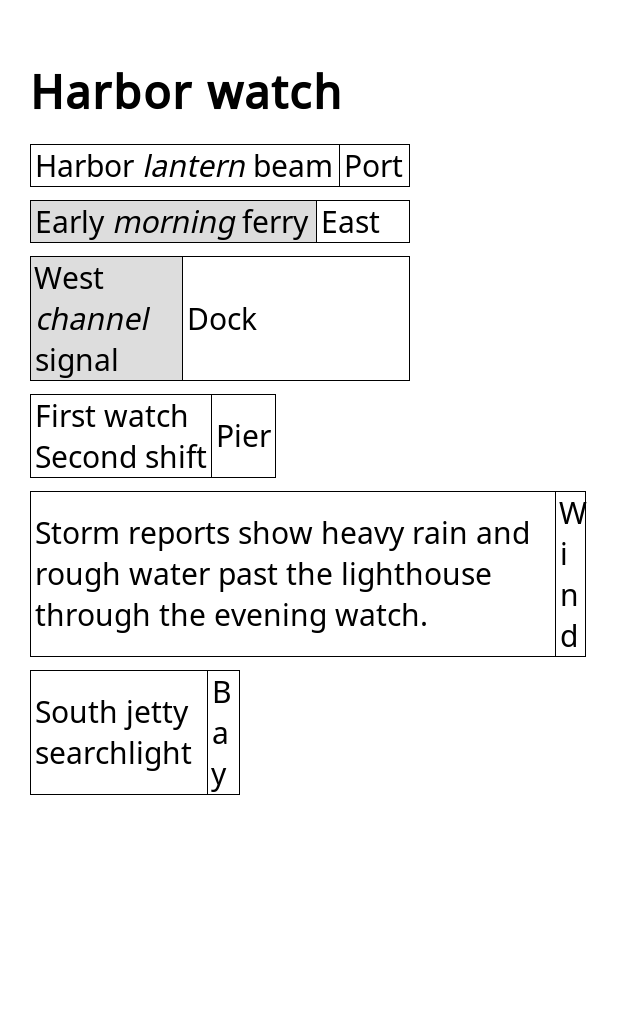 Harbor watch
Harbor lantern beam Port
Early morning ferry East
West
channel
signal
Dock
First watch
Second shift
Pier
Storm reports show heavy rain and
rough water past the lighthouse
through the evening watch.
W
i
n
d
South jetty
searchlight
B
a
y